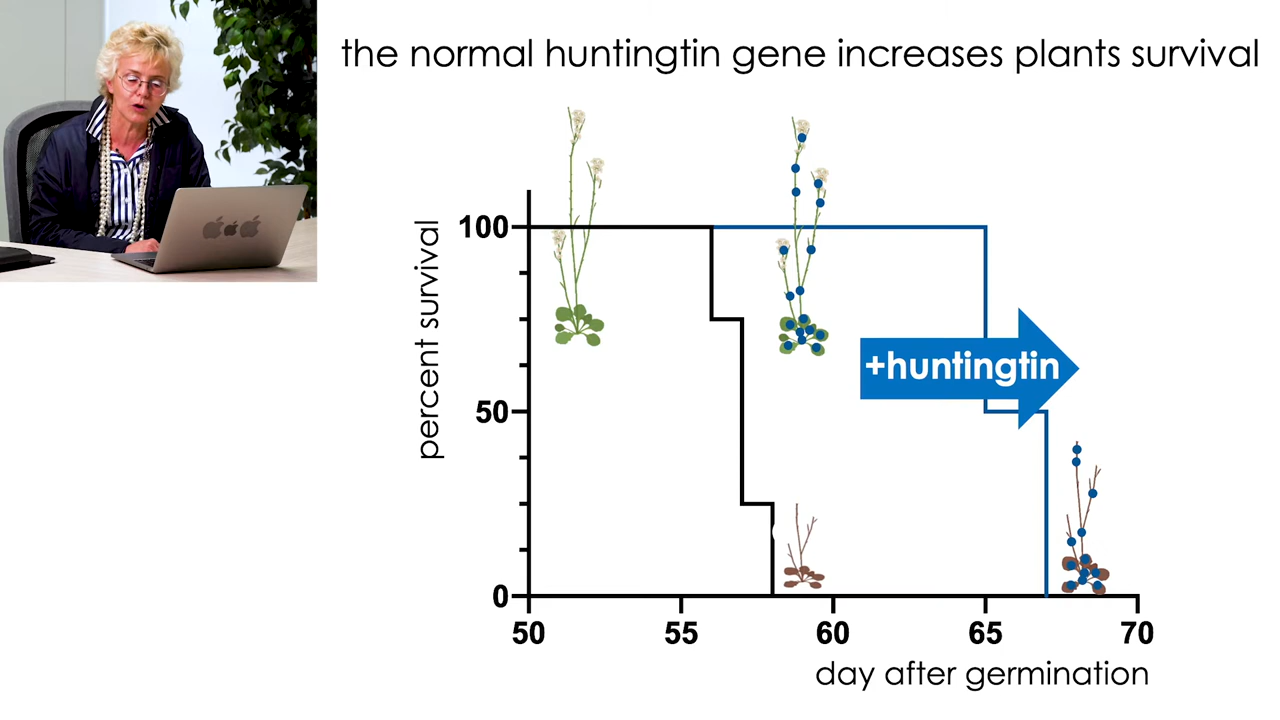 the normal huntingtin gene increases plants survival
percent survival
100
50
0
+huntingtin
50 55 60 65 70
day after germination